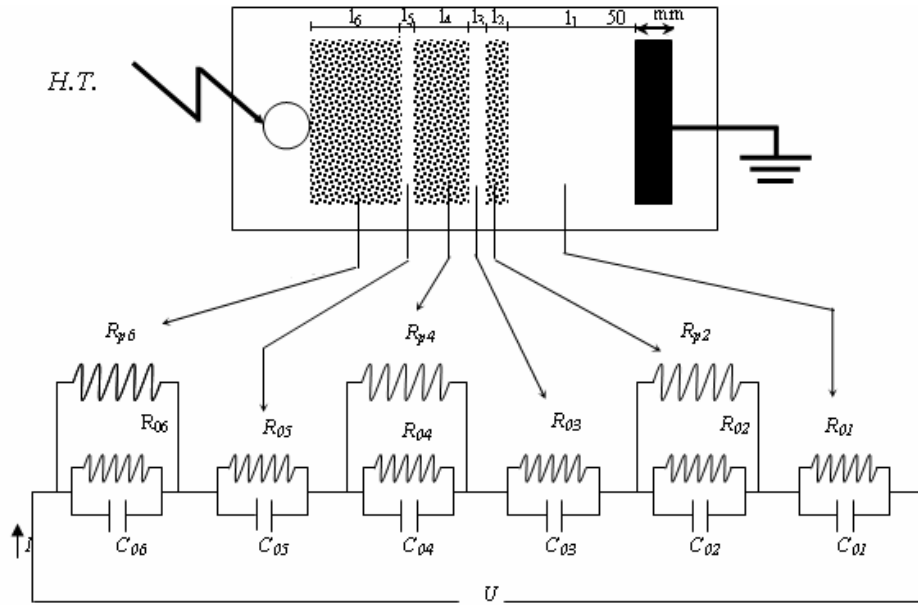 l6 l5 l4 l3 l2 l1 50 mm
H.T.
Rp6 Rp4 Rp2
R06 R05 R04 R03 R02 R01
I C06 C05 C04 C03 C02 C01
U